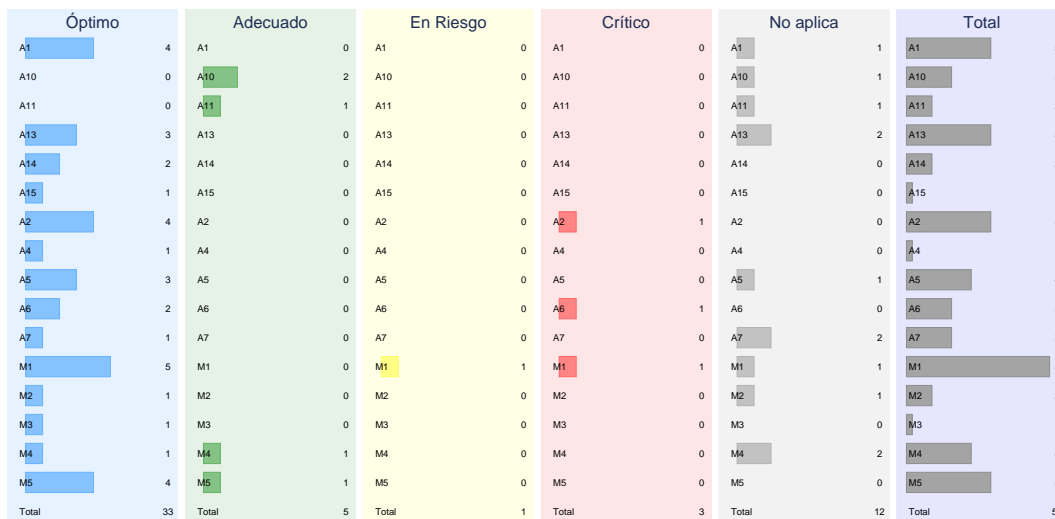 Óptimo Adecuado En Riesgo Crítico No aplica Total
A1 4 A1 0 A1 0 A1 0 A1 1 A1
A10 0 A10 2 A10 0 A10 0 A10 1 A10
A11 0 A11 1 A11 0 A11 0 A11 1 A11
A13 3 A13 0 A13 0 A13 0 A13 2 A13
A14 2 A14 0 A14 0 A14 0 A14 0 A14
A15 1 A15 0 A15 0 A15 0 A15 0 A15
A2 4 A2 0 A2 0 A2 1 A2 0 A2
A4 1 A4 0 A4 0 A4 0 A4 0 A4
A5 3 A5 0 A5 0 A5 0 A5 1 A5
A6 2 A6 0 A6 0 A6 1 A6 0 A6
A7 1 A7 0 A7 0 A7 0 A7 2 A7
M1 5 M1 0 M1 1 M1 1 M1 1 M1
M2 1 M2 0 M2 0 M2 0 M2 1 M2
M3 1 M3 0 M3 0 M3 0 M3 0 M3
M4 1 M4 1 M4 0 M4 0 M4 2 M4
M5 4 M5 1 M5 0 M5 0 M5 0 M5
Total 33 Total 5 Total 1 Total 3 Total 12 Total